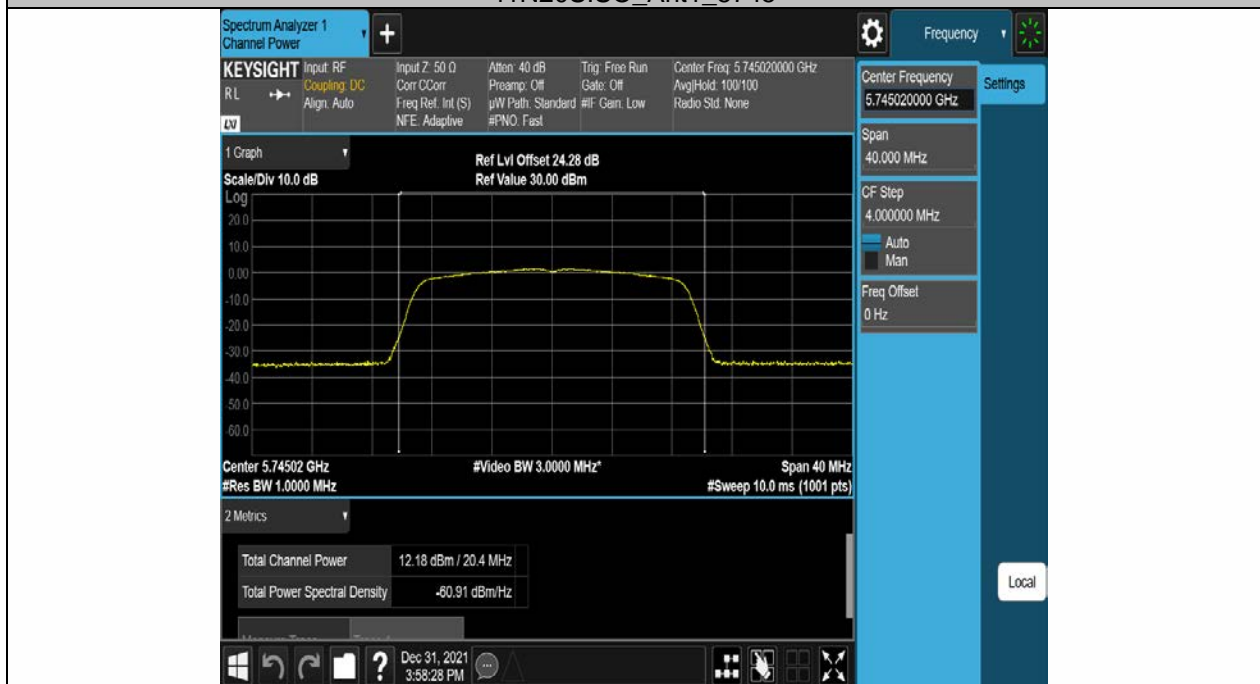 Spectrum Analyzer 1
Channel Power
+
Frequency
KEYSIGHT
RL
LXI
Input: RF
Coupling: DC
Align: Auto
Input Z: 50 Ω
Corr CCorr
Freq Ref: Int (S)
NFE: Adaptive
Atten: 40 dB
Preamp: Off
µW Path: Standard
#PNO: Fast
Trig: Free Run
Gate: Off
#IF Gain: Low
Center Freq: 5.745020000 GHz
Avg|Hold: 100/100
Radio Std: None
Center Frequency
5.745020000 GHz
Settings
Span
40.000 MHz
CF Step
4.000000 MHz
Auto
Man
Freq Offset
0 Hz
Local
1 Graph
Scale/Div 10.0 dB
Ref Lvl Offset 24.28 dB
Ref Value 30.00 dBm
Log
20.0
10.0
0.00
-10.0
-20.0
-30.0
-40.0
-50.0
-60.0
Center 5.74502 GHz
#Video BW 3.0000 MHz*
Span 40 MHz
#Res BW 1.0000 MHz
#Sweep 10.0 ms (1001 pts)
2 Metrics
Total Channel Power 12.18 dBm / 20.4 MHz
Total Power Spectral Density -60.91 dBm/Hz
?
Dec 31, 2021
3:58:28 PM